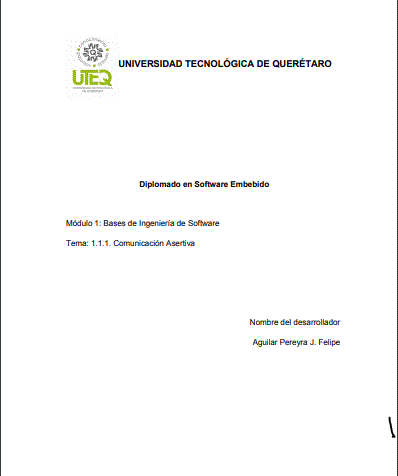 UTEQ
UNIVERSIDAD TECNOLÓGICA DE QUERÉTARO
Diplomado en Software Embebido
Módulo 1: Bases de Ingeniería de Software
Tema: 1.1.1. Comunicación Asertiva
Nombre del desarrollador
Aguilar Pereyra J. Felipe